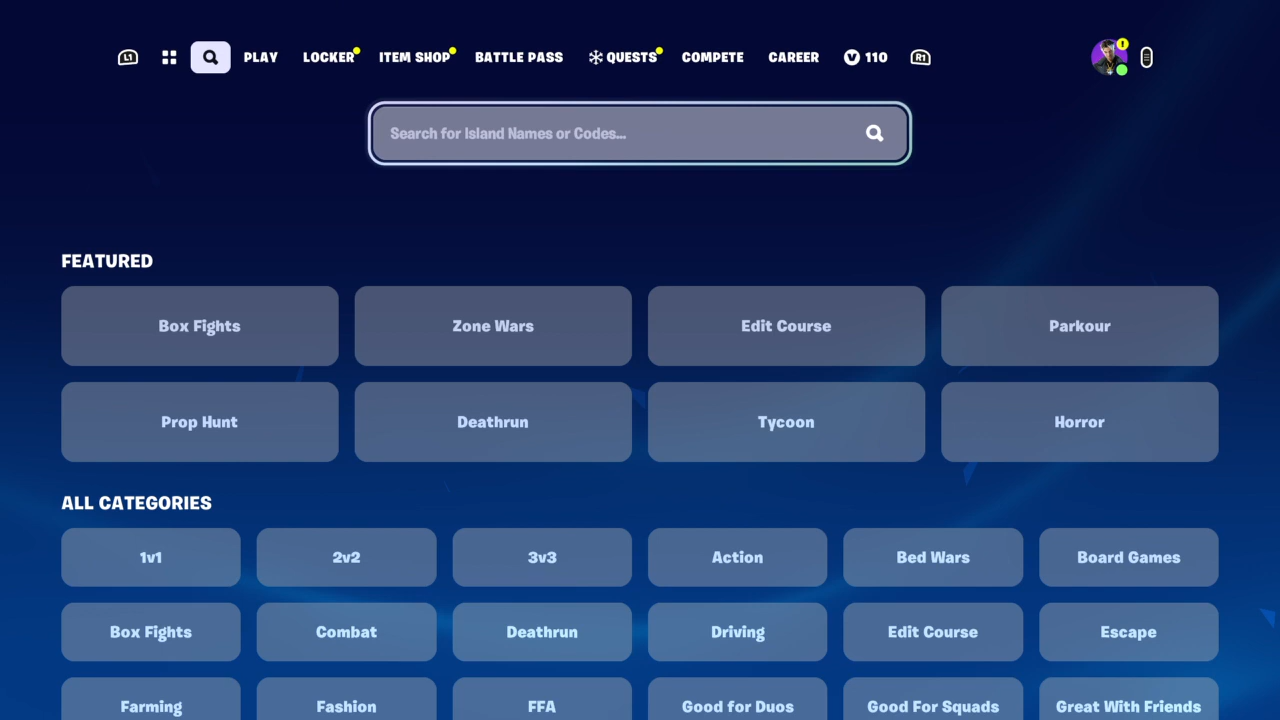 L1 PLAY LOCKER ITEM SHOP BATTLE PASS QUESTS COMPETE CAREER V 110 R1 !
Search for Island Names or Codes...
FEATURED
Box Fights Zone Wars Edit Course Parkour
Prop Hunt Deathrun Tycoon Horror
ALL CATEGORIES
1v1 2v2 3v3 Action Bed Wars Board Games
Box Fights Combat Deathrun Driving Edit Course Escape
Farming Fashion FFA Good for Duos Good For Squads Great With Friends